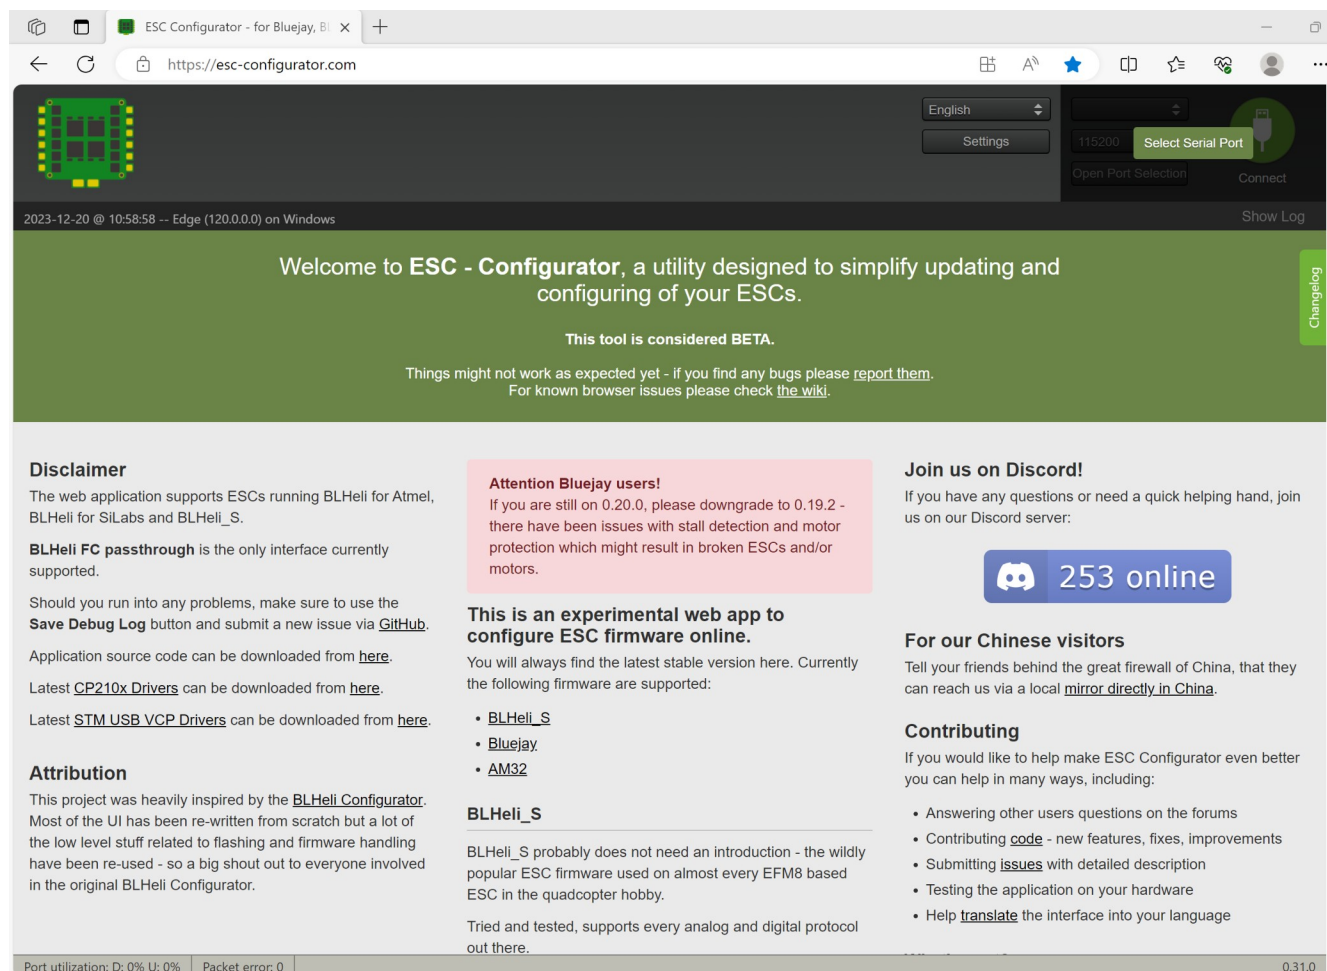 ESC Configurator - for Bluejay, Bl
https://esc-configurator.com
English
Settings
115200
Select Serial Port
Open Port Selection
Connect
2023-12-20 @ 10:58:58 -- Edge (120.0.0.0) on Windows
Show Log
Welcome to ESC - Configurator, a utility designed to simplify updating and
configuring of your ESCs.
This tool is considered BETA.
Things might not work as expected yet - if you find any bugs please report them.
For known browser issues please check the wiki.
Changelog
Disclaimer
The web application supports ESCs running BLHeli for Atmel,
BLHeli for SiLabs and BLHeli_S.
BLHeli FC passthrough is the only interface currently
supported.
Should you run into any problems, make sure to use the
Save Debug Log button and submit a new issue via GitHub.
Application source code can be downloaded from here.
Latest CP210x Drivers can be downloaded from here.
Latest STM USB VCP Drivers can be downloaded from here.
Attribution
This project was heavily inspired by the BLHeli Configurator.
Most of the UI has been re-written from scratch but a lot of
the low level stuff related to flashing and firmware handling
have been re-used - so a big shout out to everyone involved
in the original BLHeli Configurator.
Attention Bluejay users!
If you are still on 0.20.0, please downgrade to 0.19.2 -
there have been issues with stall detection and motor
protection which might result in broken ESCs and/or
motors.
This is an experimental web app to
configure ESC firmware online.
You will always find the latest stable version here. Currently
the following firmware are supported:
• BLHeli_S
• Bluejay
• AM32
BLHeli_S
BLHeli_S probably does not need an introduction - the wildly
popular ESC firmware used on almost every EFM8 based
ESC in the quadcopter hobby.
Tried and tested, supports every analog and digital protocol
out there.
Join us on Discord!
If you have any questions or need a quick helping hand, join
us on our Discord server:
253 online
For our Chinese visitors
Tell your friends behind the great firewall of China, that they
can reach us via a local mirror directly in China.
Contributing
If you would like to help make ESC Configurator even better
you can help in many ways, including:
• Answering other users questions on the forums
• Contributing code - new features, fixes, improvements
• Submitting issues with detailed description
• Testing the application on your hardware
• Help translate the interface into your language
Port utilization: D: 0% U: 0%
Packet error: 0
0.31.0